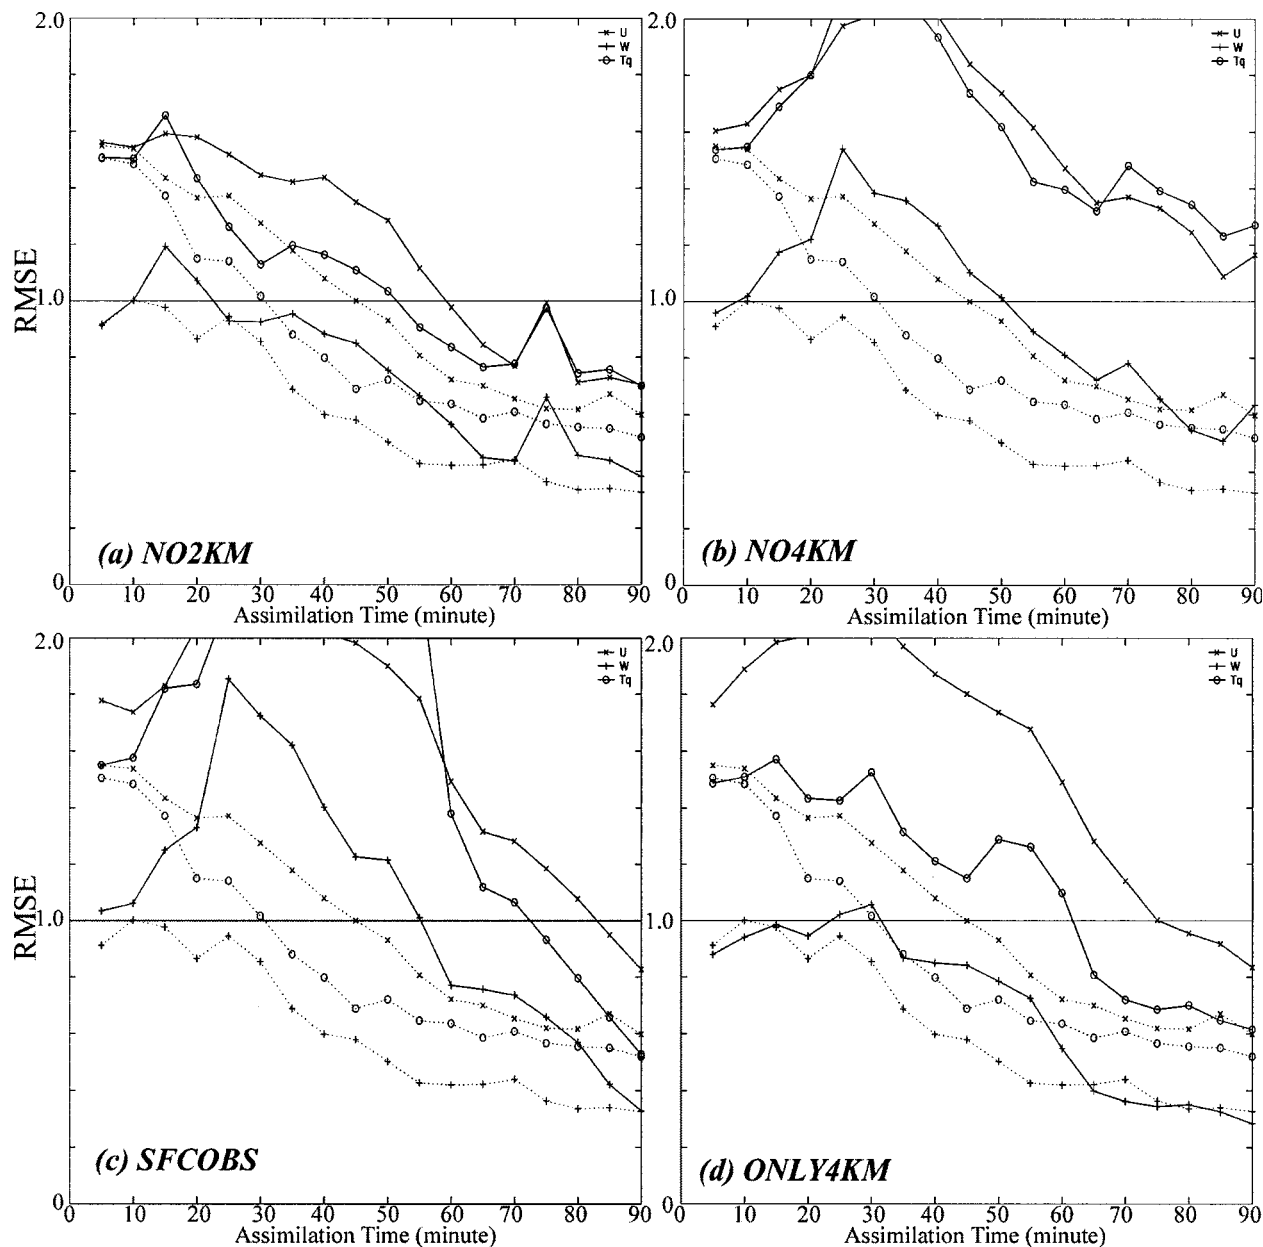 2.0
U
W
Tq
RMSE
1.0
(a) NO2KM
0
0 10 20 30 40 50 60 70 80 90
Assimilation Time (minute)
2.0
U
W
Tq
1.0
(b) NO4KM
0
0 10 20 30 40 50 60 70 80 90
Assimilation Time (minute)
2.0
U
W
Tq
RMSE
1.0
(c) SFCOBS
0
0 10 20 30 40 50 60 70 80 90
Assimilation Time (minute)
2.0
U
W
Tq
1.0
(d) ONLY4KM
0
0 10 20 30 40 50 60 70 80 90
Assimilation Time (minute)